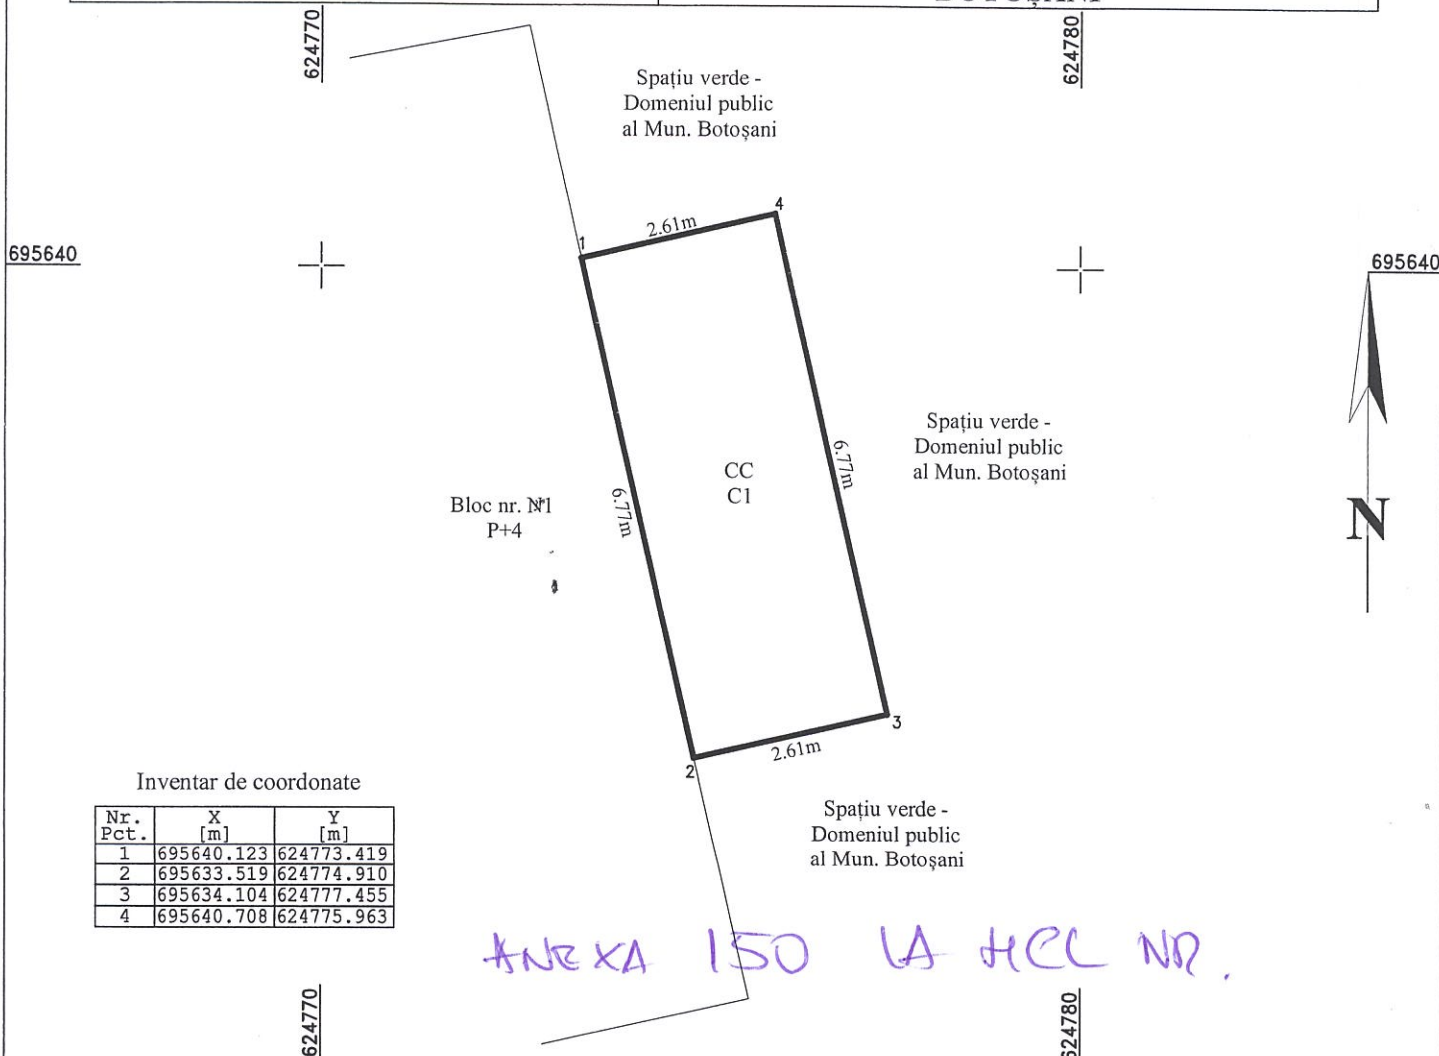 624770
624780
Spațiu verde -
Domeniul public
al Mun. Botoșani
4
2.61m
1
695640
695640
Spațiu verde -
Domeniul public
al Mun. Botoșani
6.77m
CC
C1
6.77m
Bloc nr.
P+4
N
3
2.61m
2
Inventar de coordonate
Nr. Pct. X [m] Y [m]
1 695640.123 624773.419
2 695633.519 624774.910
3 695634.104 624777.455
4 695640.708 624775.963
Spațiu verde -
Domeniul public
al Mun. Botoșani
ANEXA 150 LA HCL NR.
624770
624780